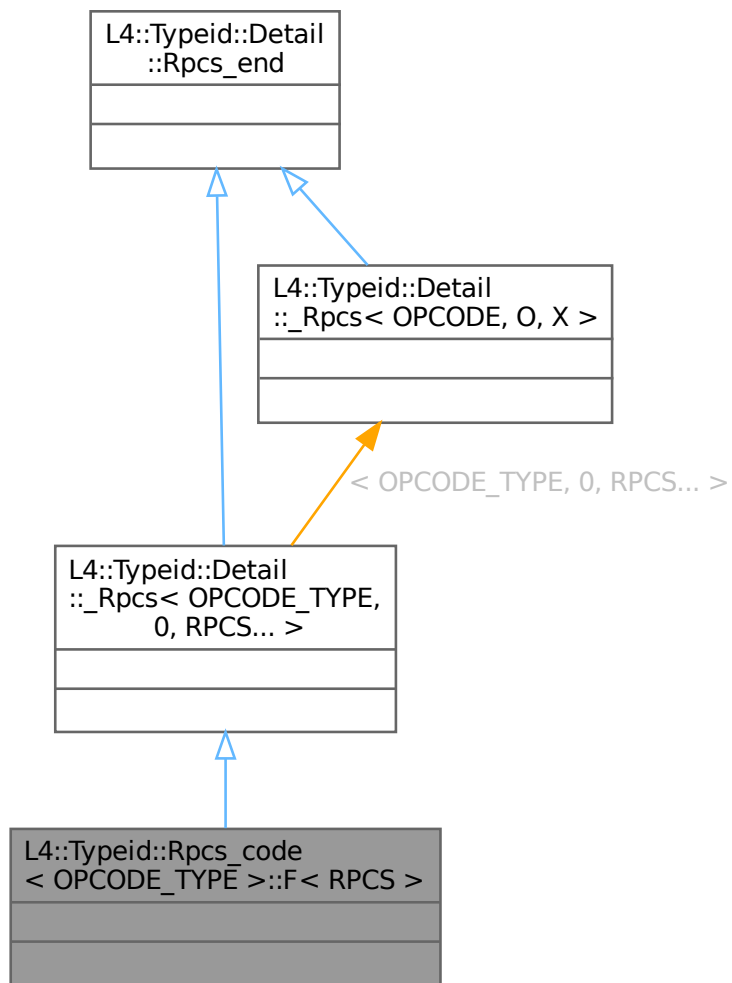 L4::Typeid::Detail
::Rpcs_end
L4::Typeid::Detail
::_Rpcs< OPCODE, O, X >
< OPCODE_TYPE, 0, RPCS... >
L4::Typeid::Detail
::_Rpcs< OPCODE_TYPE,
0, RPCS... >
L4::Typeid::Rpcs_code
< OPCODE_TYPE >::F< RPCS >